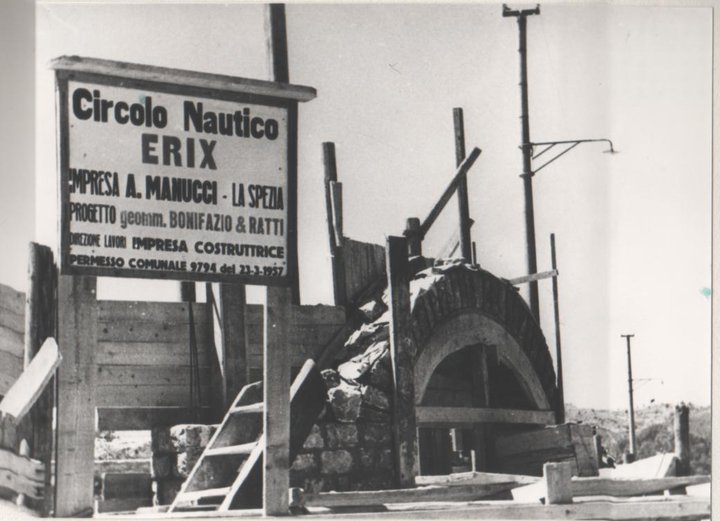 Circolo Nautico
ERIX
IMPRESA A. MANUCCI - LA SPEZIA
PROGETTO geomm. BONIFAZIO & RATTI
DIREZIONE LAVORI IMPRESA COSTRUTTRICE
PERMESSO COMUNALE 9794 del 23-3-1957